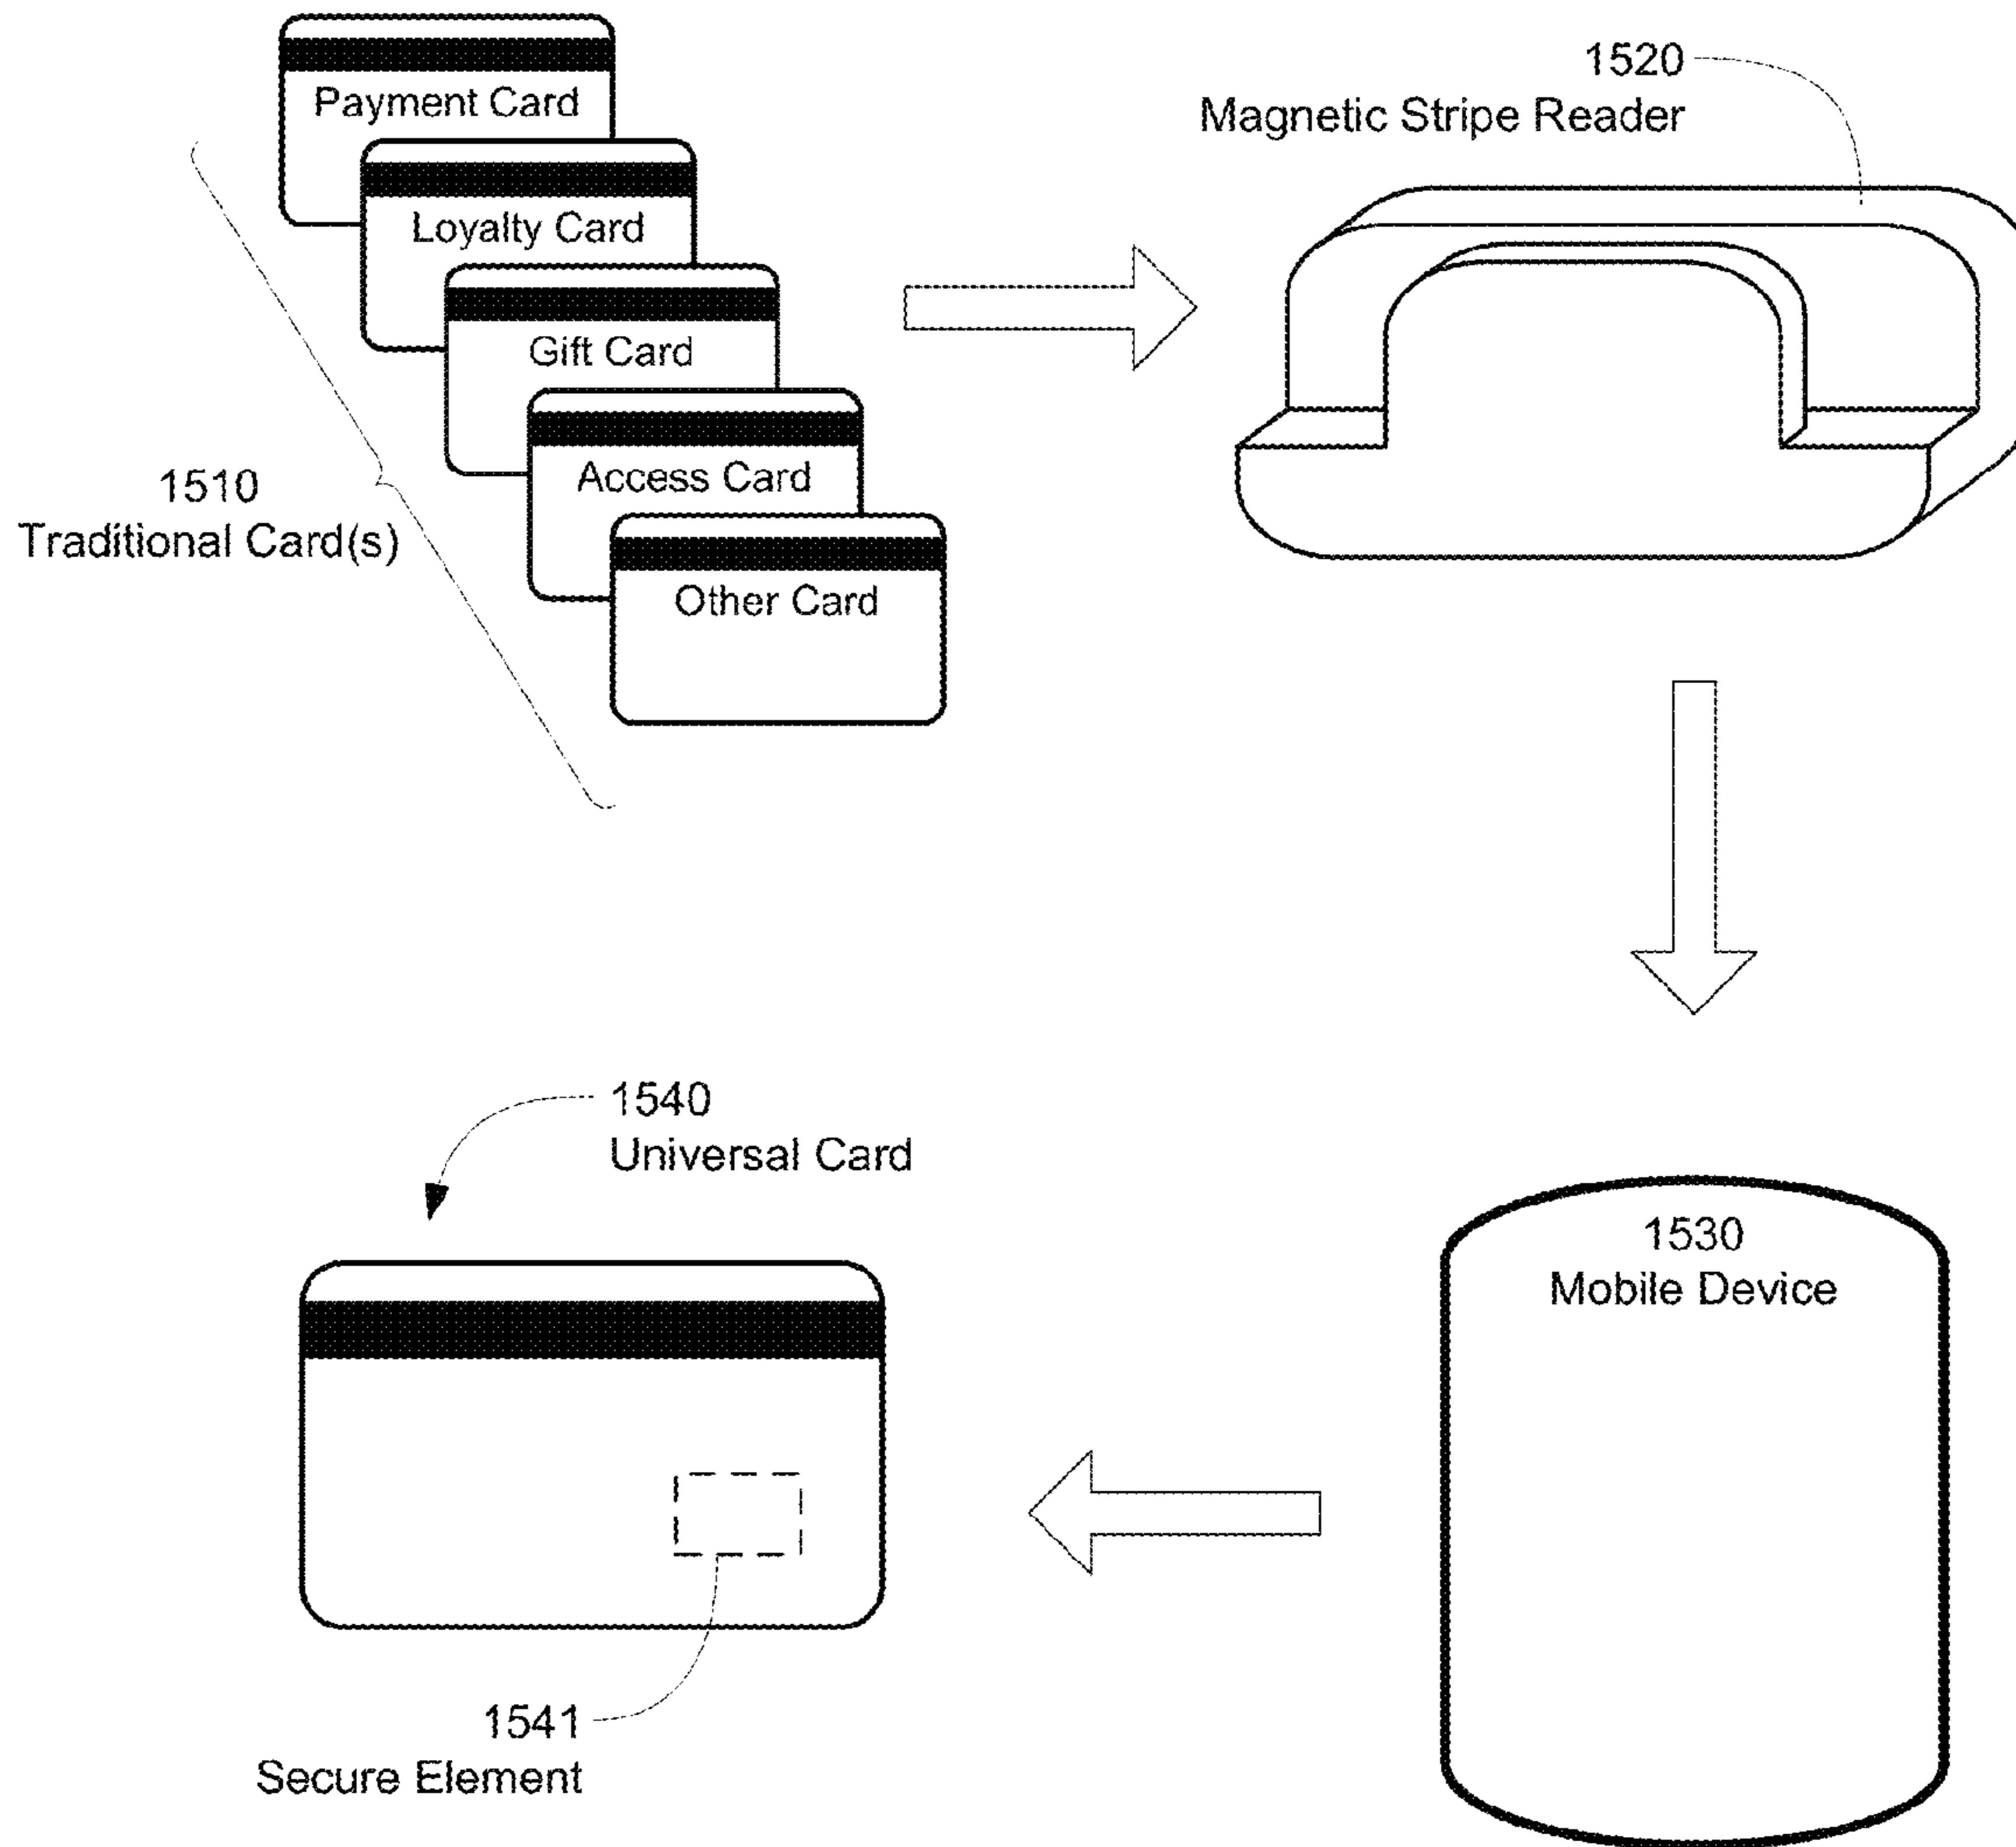 Payment Card
Loyalty Card
Gift Card
Access Card
Other Card
1510
Traditional Card(s)
1520
Magnetic Stripe Reader
1530
Mobile Device
1540
Universal Card
1541
Secure Element